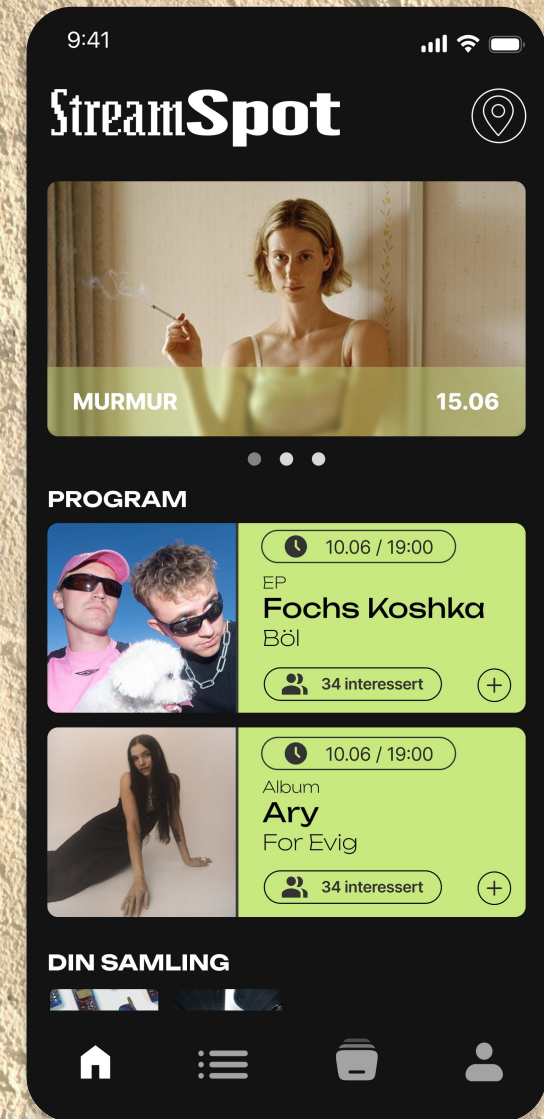 9:41
StreamSpot
MURMUR 15.06
PROGRAM
10.06 / 19:00
EP
Fochs Koshka
Böl
34 interessert
10.06 / 19:00
Album
Ary
For Evig
34 interessert
DIN SAMLING